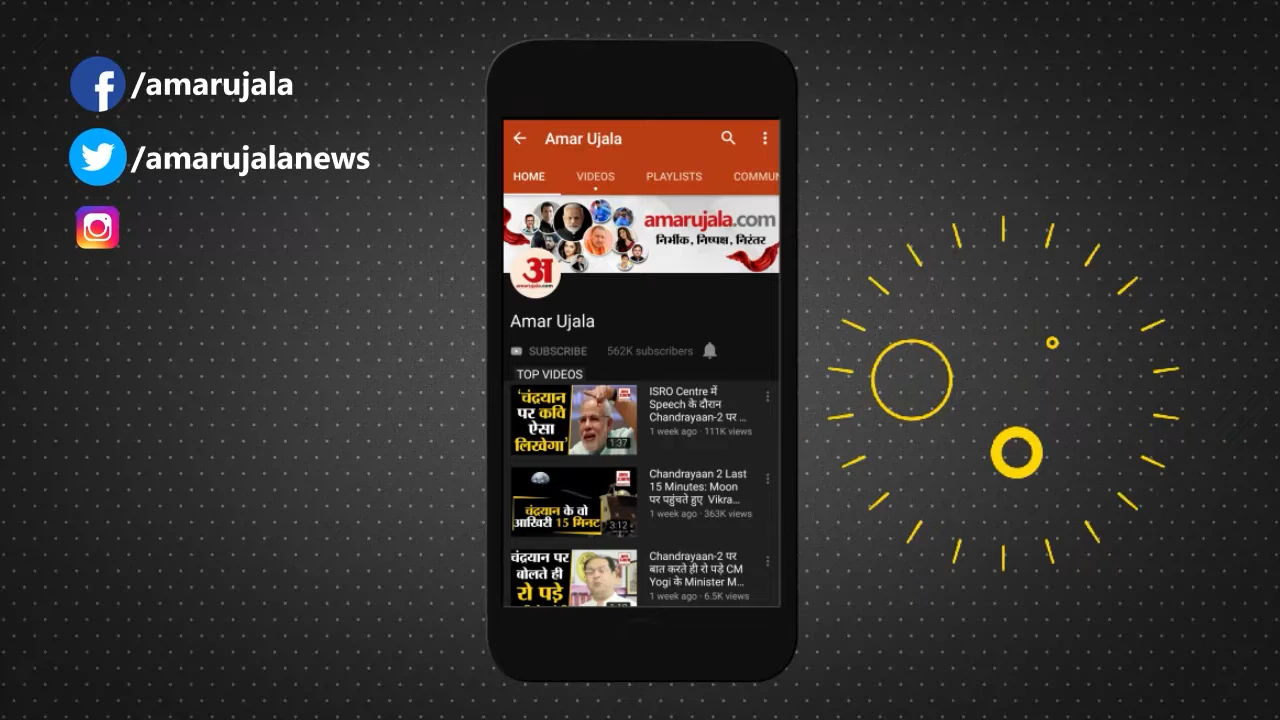 /amarujala
/amarujalanews
Amar Ujala
HOME VIDEOS PLAYLISTS COMMUN
amarujala.com
निर्भीक, निष्पक्ष, निरंतर
अ
amarujala.com
Amar Ujala
SUBSCRIBE 562K subscribers
TOP VIDEOS
'चंद्रयान
पर कवि
ऐसा
लिखेगा'
1:37
ISRO Centre में
Speech के दौरान
Chandrayaan-2 पर ...
1 week ago · 111K views
चंद्रयान के वो
आखिरी 15 मिनट
3:12
Chandrayaan 2 Last
15 Minutes: Moon
पर पहुंचते हुए Vikra...
1 week ago · 363K views
चंद्रयान पर
बोलते ही
रो पड़े
Chandrayaan-2 पर
बात करते ही रो पड़े CM
Yogi के Minister M...
1 week ago · 6.5K views